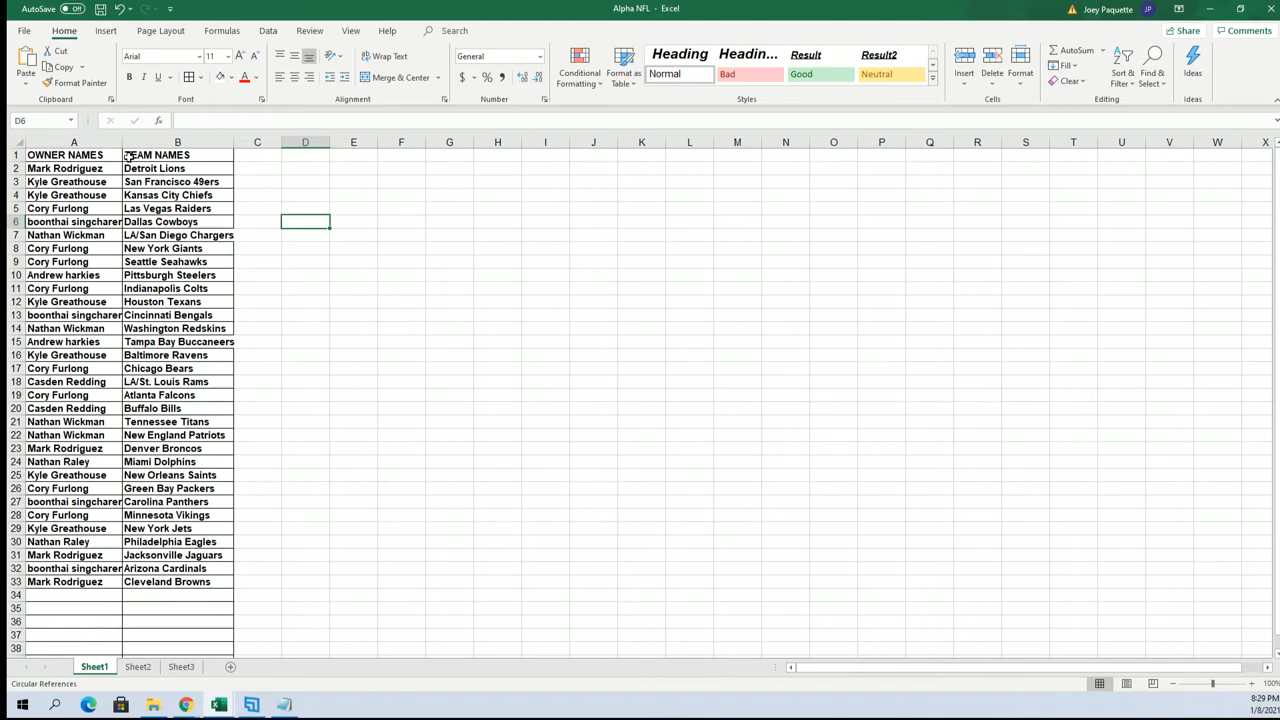 AutoSave Off Alpha NFL - Excel Joey Paquette JP
File Home Insert Page Layout Formulas Data Review View Help Search Share Comments
Paste Cut Copy Format Painter Arial 11 Wrap Text Merge & Center General Conditional Formatting Format as Table Heading Headin... Result Result2 Normal Bad Good Neutral Insert Delete Format AutoSum Fill Clear Sort & Filter Find & Select Ideas
Clipboard Font Alignment Number Styles Cells Editing Ideas
D6 fx
A B C D E F G H I J K L M N O P Q R S T U V W X
1 OWNER NAMES TEAM NAMES
2 Mark Rodriguez Detroit Lions
3 Kyle Greathouse San Francisco 49ers
4 Kyle Greathouse Kansas City Chiefs
5 Cory Furlong Las Vegas Raiders
6 boonthai singcharer Dallas Cowboys
7 Nathan Wickman LA/San Diego Chargers
8 Cory Furlong New York Giants
9 Cory Furlong Seattle Seahawks
10 Andrew harkies Pittsburgh Steelers
11 Cory Furlong Indianapolis Colts
12 Kyle Greathouse Houston Texans
13 boonthai singcharer Cincinnati Bengals
14 Nathan Wickman Washington Redskins
15 Andrew harkies Tampa Bay Buccaneers
16 Kyle Greathouse Baltimore Ravens
17 Cory Furlong Chicago Bears
18 Casden Redding LA/St. Louis Rams
19 Cory Furlong Atlanta Falcons
20 Casden Redding Buffalo Bills
21 Nathan Wickman Tennessee Titans
22 Nathan Wickman New England Patriots
23 Mark Rodriguez Denver Broncos
24 Nathan Raley Miami Dolphins
25 Kyle Greathouse New Orleans Saints
26 Cory Furlong Green Bay Packers
27 boonthai singcharer Carolina Panthers
28 Cory Furlong Minnesota Vikings
29 Kyle Greathouse New York Jets
30 Nathan Raley Philadelphia Eagles
31 Mark Rodriguez Jacksonville Jaguars
32 boonthai singcharer Arizona Cardinals
33 Mark Rodriguez Cleveland Browns
34
35
36
37
38
Sheet1 Sheet2 Sheet3
Circular References 100%
8:29 PM
1/8/2021